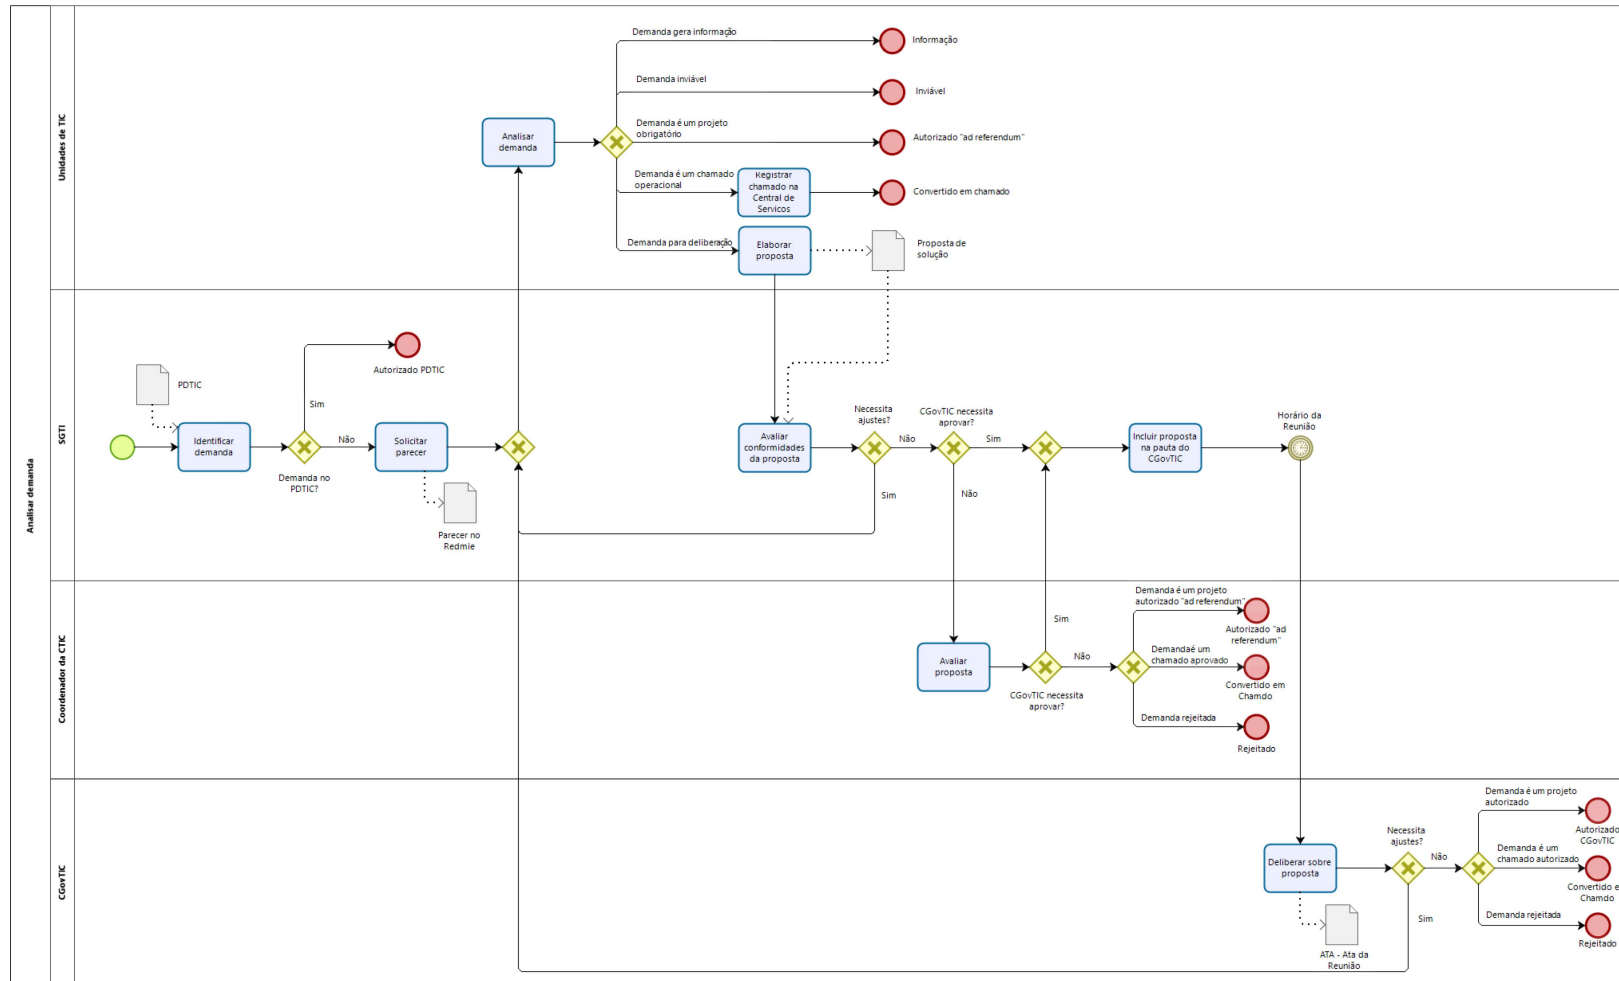 Analisar demanda
Unidades de TIC
Demanda gera informação
Informação
Demanda inviável
Inviável
Analisar
demanda
Demanda é um projeto
obrigatório
Autorizado "ad referendum"
Demanda é um chamado
operacional
Registrar
chamado na
Central de
Servicos
Convertido em chamado
Demanda para deliberação
Elaborar
proposta
Proposta de
solução
SGTI
PDTIC
Autorizado PDTIC
Sim
Identificar
demanda
Demanda no
PDTIC?
Não
Solicitar
parecer
Parecer no
Redmie
Avaliar
conformidades
da proposta
Necessita
ajustes?
Não
Sim
CGovTIC necessita
aprovar?
Sim
Não
Incluir proposta
na pauta do
CGovTIC
Horário da
Reunião
Coordenador da CTIC
Avaliar
proposta
Sim
CGovTIC necessita
aprovar?
Não
Demanda é um projeto
autorizado "ad referendum"
Autorizado "ad
referendum"
Demandaé um
chamado aprovado
Convertido em
Chamdo
Demanda rejeitada
Rejeitado
CGovTIC
Deliberar sobre
proposta
ATA - Ata da
Reunião
Necessita
ajustes?
Não
Sim
Demanda é um projeto
autorizado
Autorizado
CGovTIC
Demanda é um
chamado autorizado
Convertido e
Chamdo
Demanda rejeitada
Rejeitado